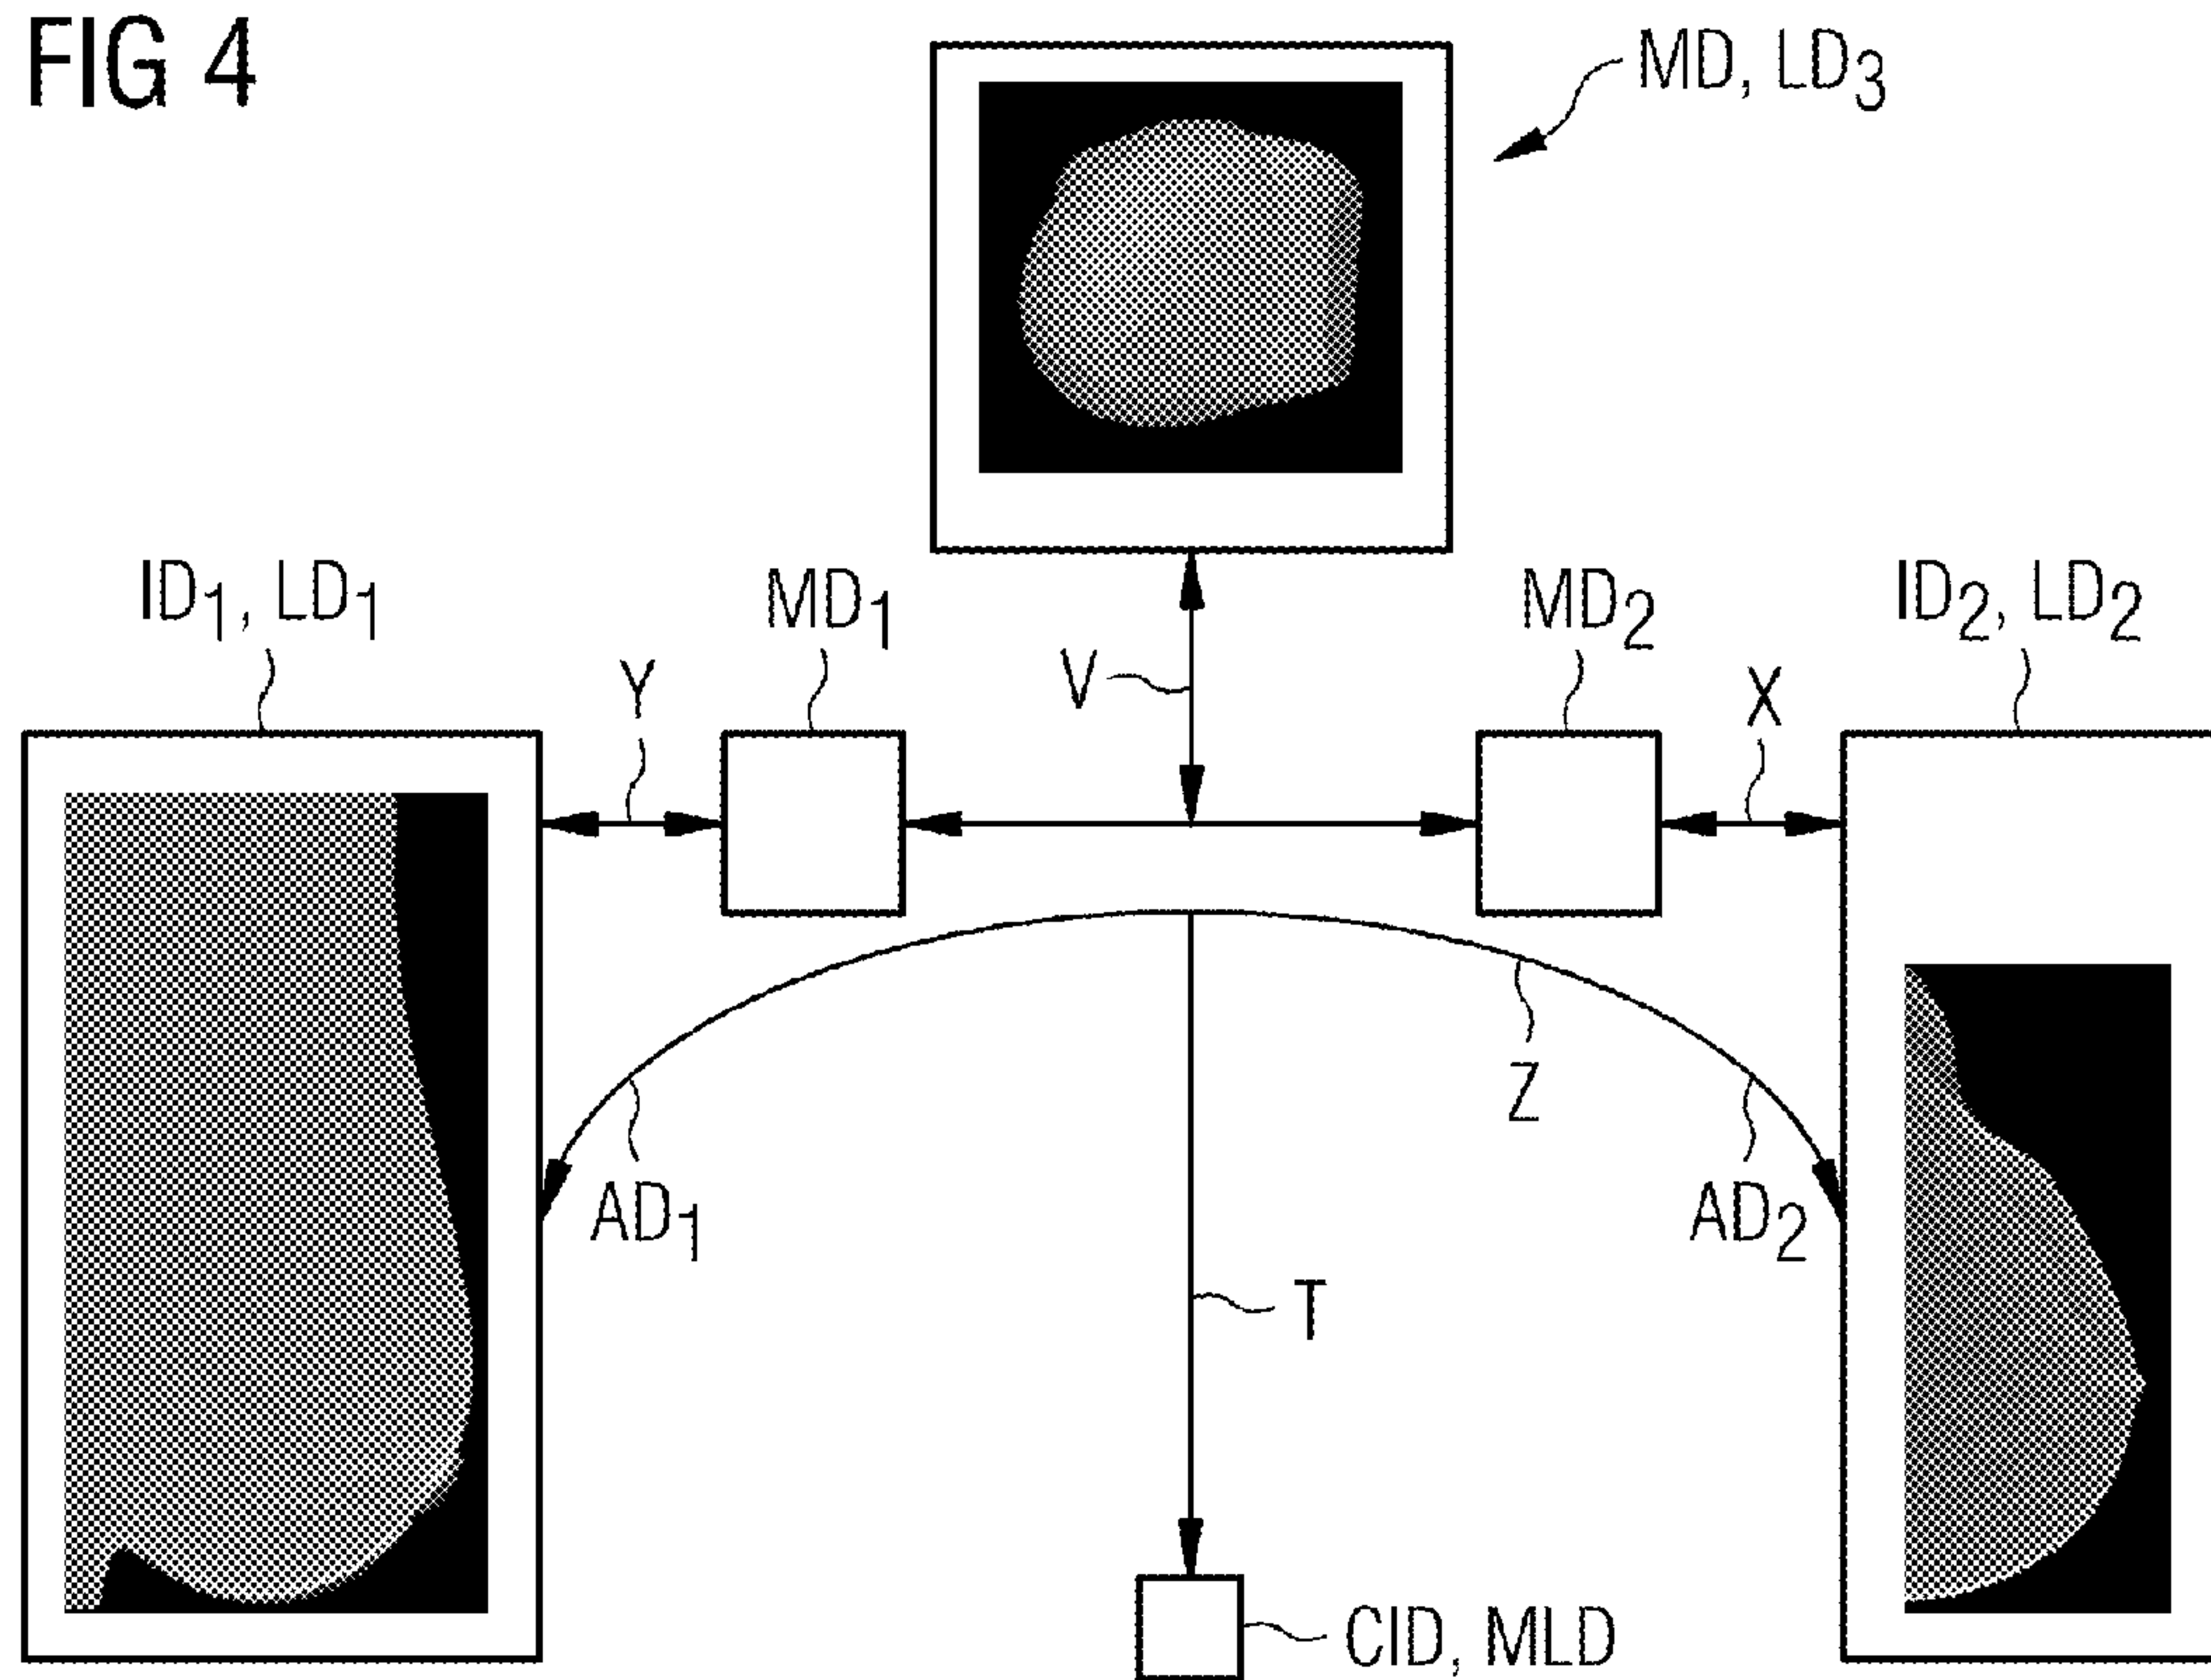 FIG 4
MD, LD3
ID1, LD1
MD1
MD2
ID2, LD2
Y
V
X
Z
AD1
AD2
T
CID, MLD